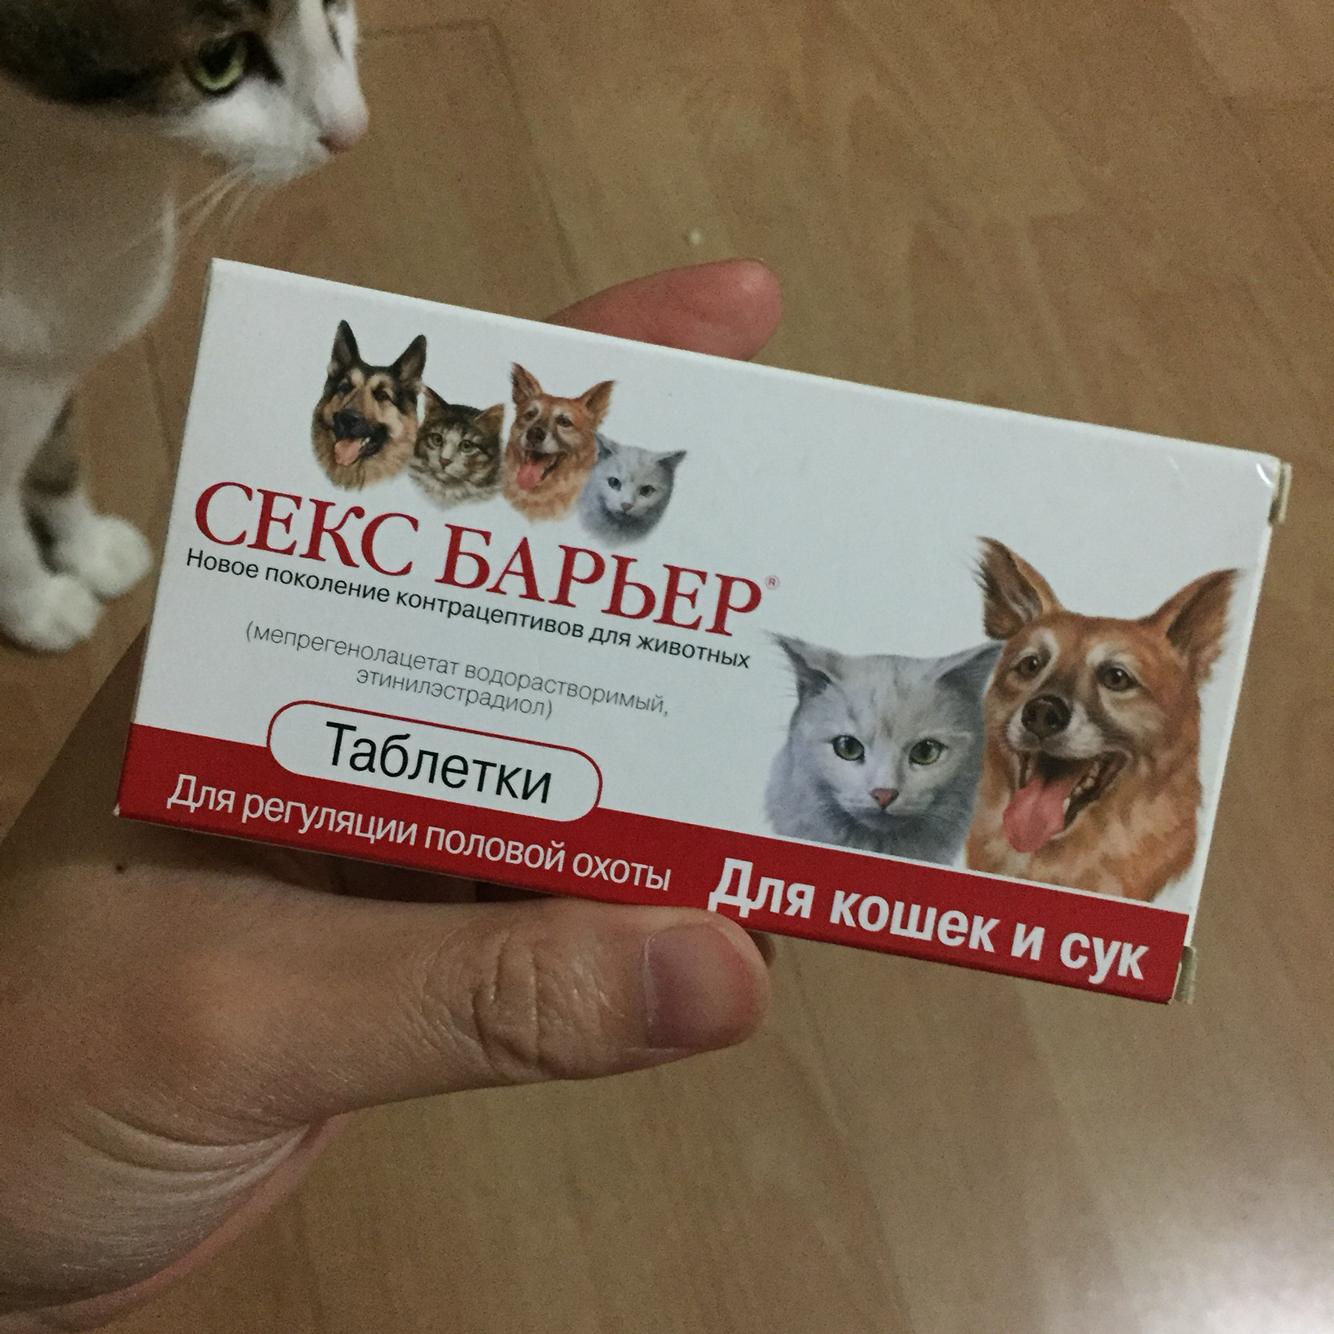 СЕКС БАРЬЕР®
Новое поколение контрацептивов для животных
(мепрегенолацетат водорастворимый,
этинилэстрадиол)
Таблетки
Для регуляции половой охоты
Для кошек и сук